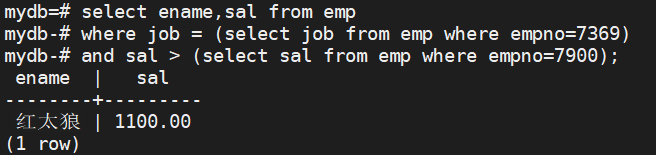 mydb=# select ename,sal from emp
mydb-# where job = (select job from emp where empno=7369)
mydb-# and sal > (select sal from emp where empno=7900);
 ename  |   sal
--------+---------
 红太狼 | 1100.00
(1 row)